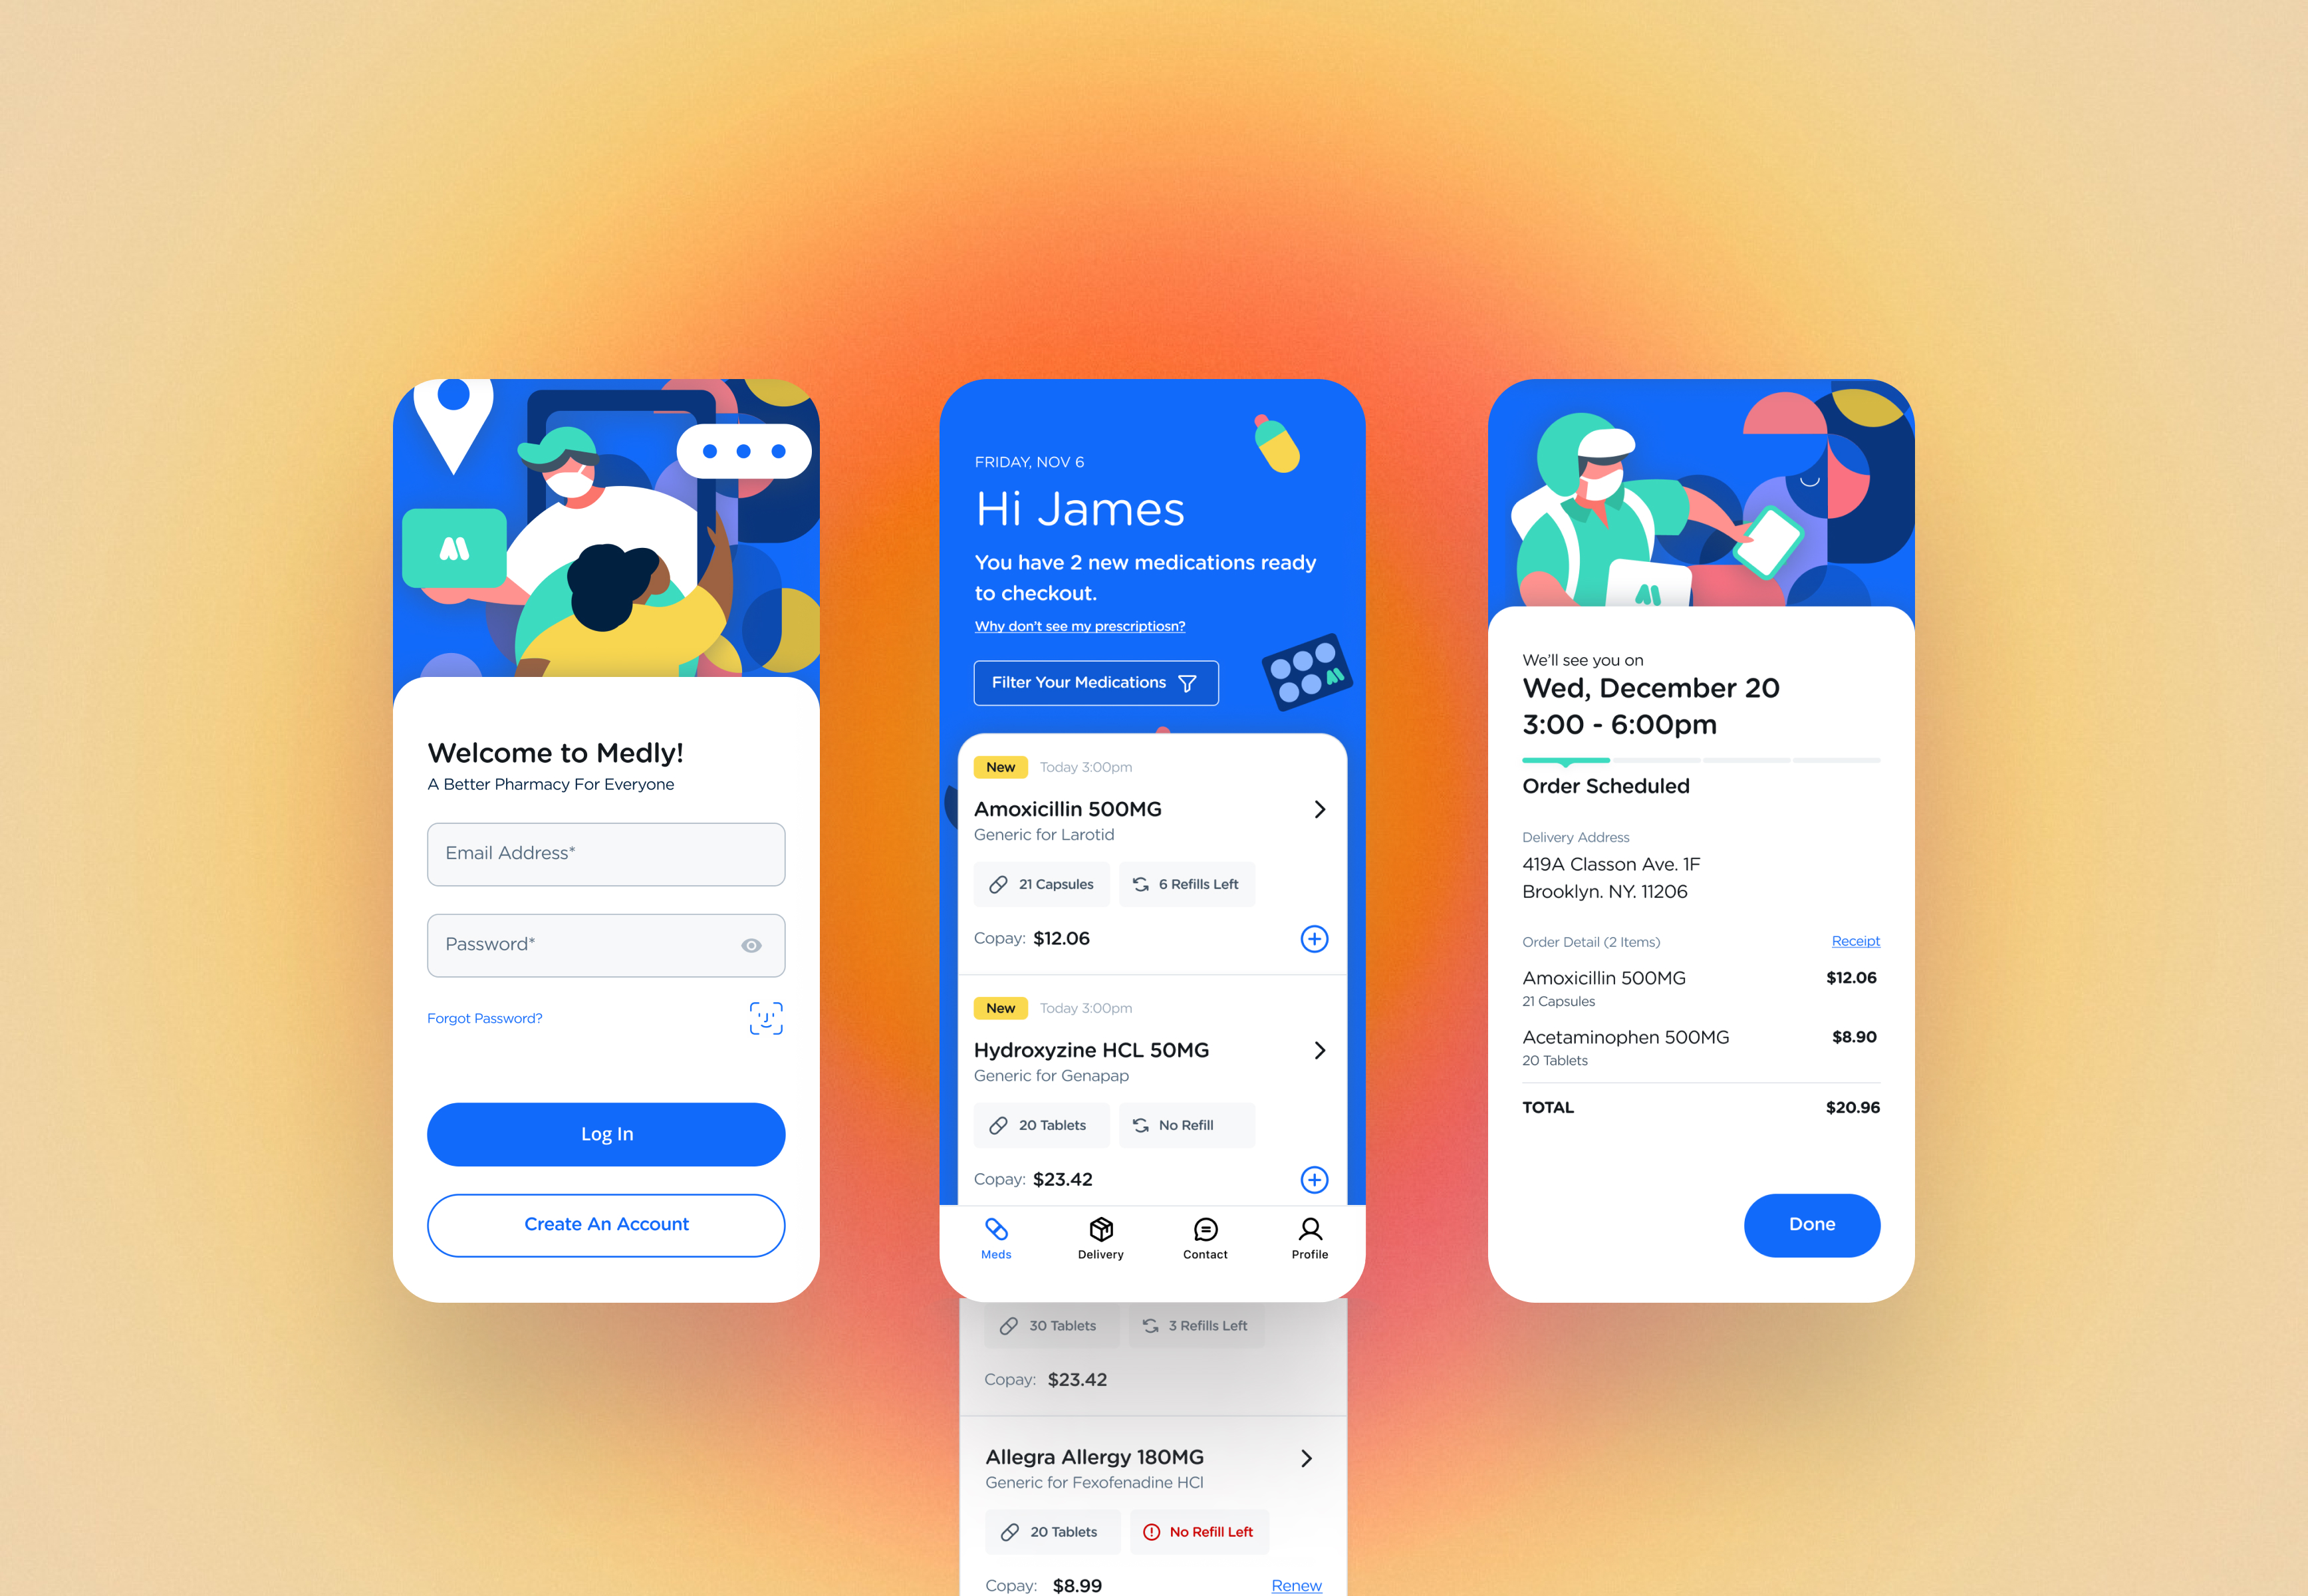 Welcome to Medly!
A Better Pharmacy For Everyone
Email Address*
Password*
Forgot Password?
Log In
Create An Account
FRIDAY, NOV 6
Hi James
You have 2 new medications ready
to checkout.
Why don't see my prescriptiosn?
Filter Your Medications
New Today 3:00pm
Amoxicillin 500MG
Generic for Larotid
21 Capsules 6 Refills Left
Copay: $12.06
New Today 3:00pm
Hydroxyzine HCL 50MG
Generic for Genapap
20 Tablets No Refill
Copay: $23.42
Meds Delivery Contact Profile
30 Tablets 3 Refills Left
Copay: $23.42
Allegra Allergy 180MG
Generic for Fexofenadine HCl
20 Tablets No Refill Left
Copay: $8.99 Renew
We'll see you on
Wed, December 20
3:00 - 6:00pm
Order Scheduled
Delivery Address
419A Classon Ave. 1F
Brooklyn. NY. 11206
Order Detail (2 Items) Receipt
Amoxicillin 500MG $12.06
21 Capsules
Acetaminophen 500MG $8.90
20 Tablets
TOTAL $20.96
Done